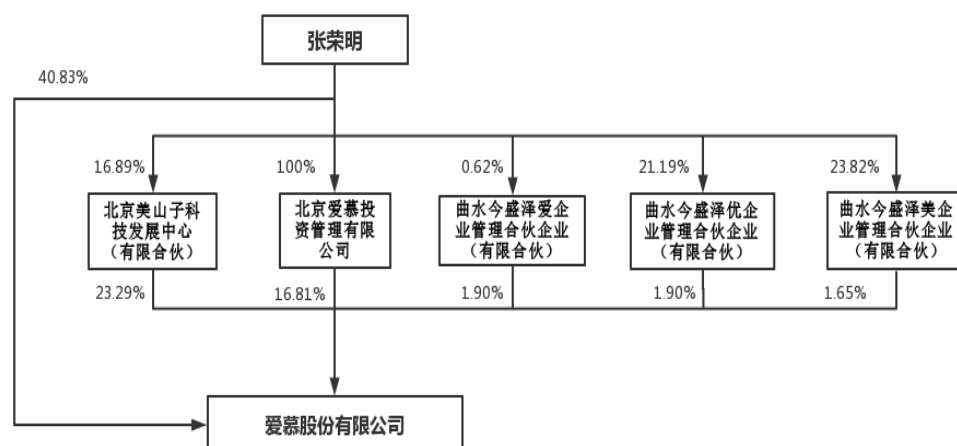 张荣明
40.83%
16.89%
100%
0.62%
21.19%
23.82%
北京美山子科
技发展中心
（有限合伙）
北京爱慕投
资管理有限
公司
曲水今盛泽爱企
业管理合伙企业
（有限合伙）
曲水今盛泽优企
业管理合伙企业
（有限合伙）
曲水今盛泽美企
业管理合伙企业
（有限合伙）
23.29%
16.81%
1.90%
1.90%
1.65%
爱慕股份有限公司